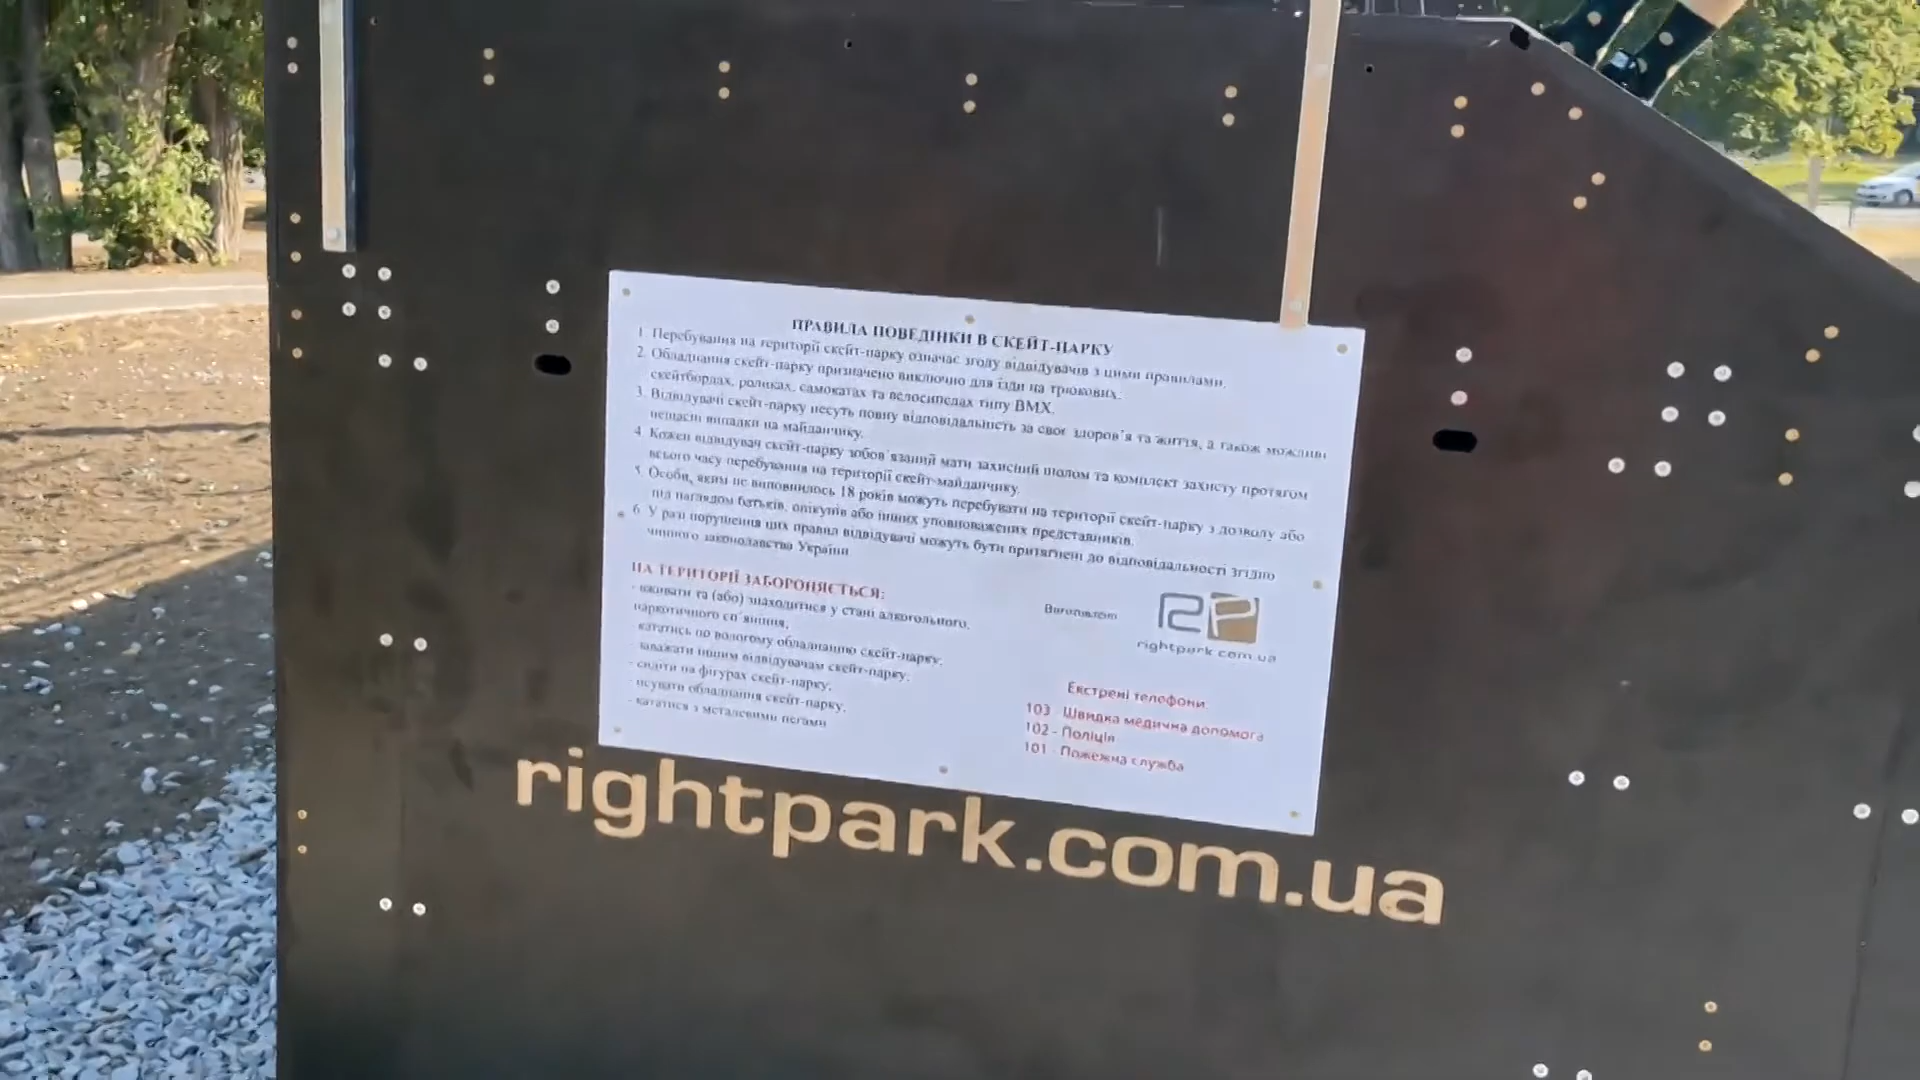 ПРАВИЛА ПОВЕДІНКИ В СКЕЙТ-ПАРКУ
1. Перебування на території скейт-парку означає згоду відвідувачів з цими правилами.
2. Обладнання скейт-парку призначено виключно для їзди на трюкових.
скейтбордах, роликах, самокатах та велосипедах типу BMX.
3. Відвідувачі скейт-парку несуть повну відповідальність за своє здоров'я та життя, а також можливі
нещасні випадки на майданчику.
4. Кожен відвідувач скейт-парку зобов'язаний мати захисний шолом та комплект захисту протягом
всього часу перебування на території скейт-майданчику.
5. Особи, яким не виповнилось 18 років можуть перебувати на території скейт-парку з дозволу або
під наглядом батьків, опікунів або інших уповноважених представників.
6. У разі порушення цих правил відвідувачі можуть бути притягнені до відповідальності згідно
чинного законодавства України
НА ТЕРИТОРІЇ ЗАБОРОНЯЄТЬСЯ:
- вживати та (або) знаходитися у стані алкогольного,
наркотичного сп'яніння,
кататись по вологому обладнанню скейт-парку;
- заважати іншим відвідувачам скейт-парку;
- сидіти на фігурах скейт-парку;
- псувати обладнання скейт-парку;
- кататися з металевими пегами
RP
rightpark.com.ua
Екстрені телефони
103 - Швидка медична допомога
102 - Поліція
101 - Пожежна служба
rightpark.com.ua